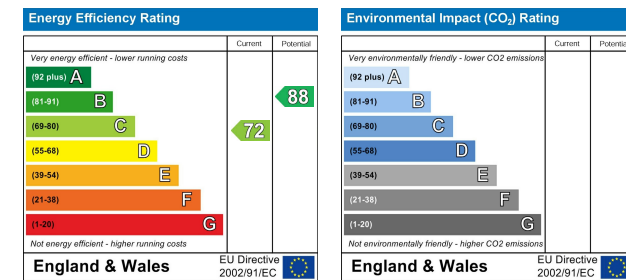 Energy Efficiency Rating
Current Potential
Very energy efficient - lower running costs
(92 plus) A
(81-91) B
88
(69-80) C
72
(55-68) D
(39-54) E
(21-38) F
(1-20) G
Not energy efficient - higher running costs
England & Wales
EU Directive
2002/91/EC
Environmental Impact (CO₂) Rating
Current Potential
Very environmentally friendly - lower CO2 emissions
(92 plus) A
(81-91) B
(69-80) C
(55-68) D
(39-54) E
(21-38) F
(1-20) G
Not environmentally friendly - higher CO2 emissions
England & Wales
EU Directive
2002/91/EC